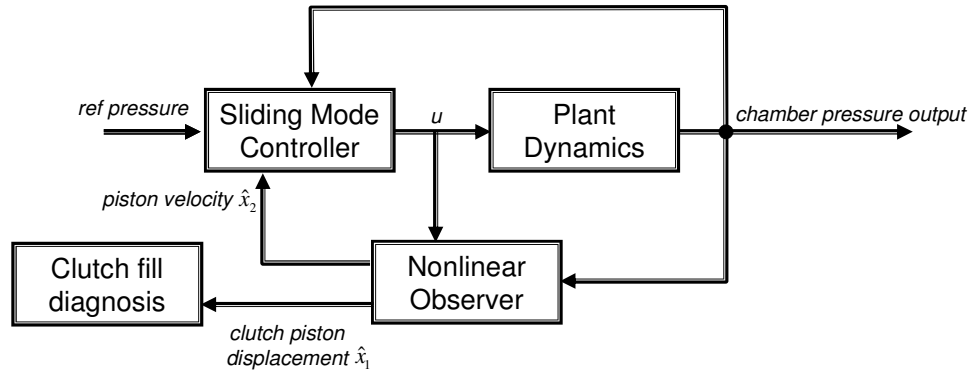 ref pressure
Sliding Mode
Controller
u
Plant
Dynamics
chamber pressure output
piston velocity x̂₂
Clutch fill
diagnosis
Nonlinear
Observer
clutch piston
displacement x̂₁